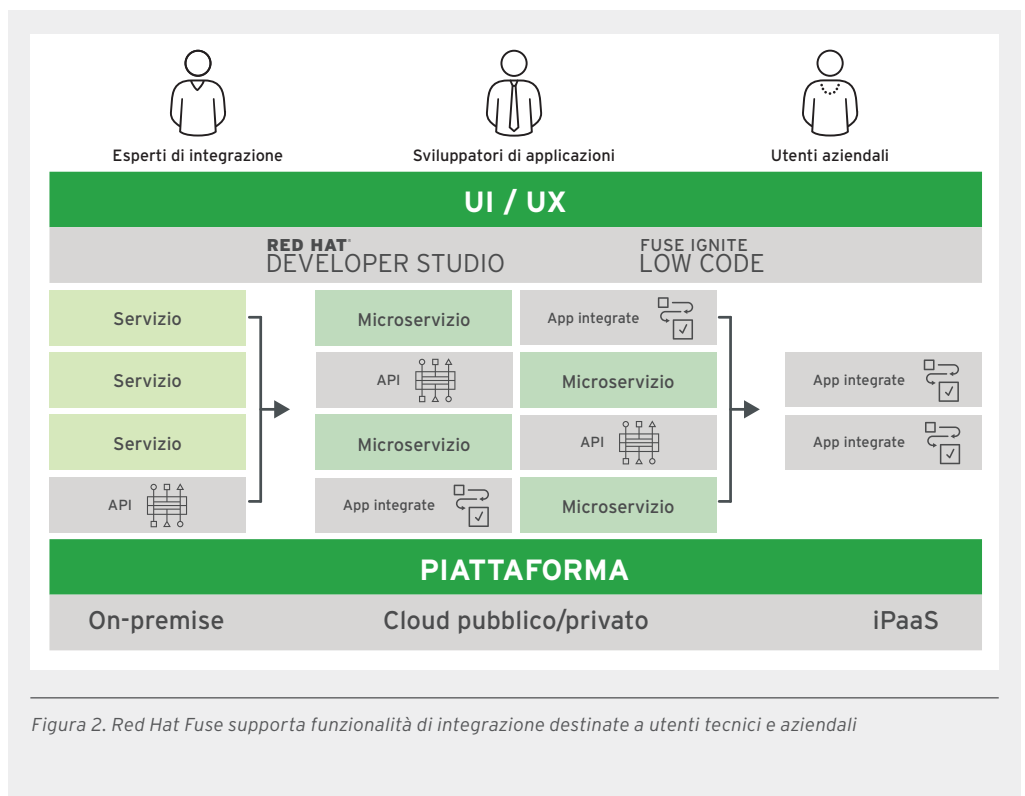 Esperti di integrazione
Sviluppatori di applicazioni
Utenti aziendali
UI / UX
RED HAT®
DEVELOPER STUDIO
FUSE IGNITE
LOW CODE
Servizio
Servizio
Servizio
API
Microservizio
API
Microservizio
App integrate
App integrate
Microservizio
API
Microservizio
App integrate
App integrate
PIATTAFORMA
On-premise
Cloud pubblico/privato
iPaaS
Figura 2. Red Hat Fuse supporta funzionalità di integrazione destinate a utenti tecnici e aziendali